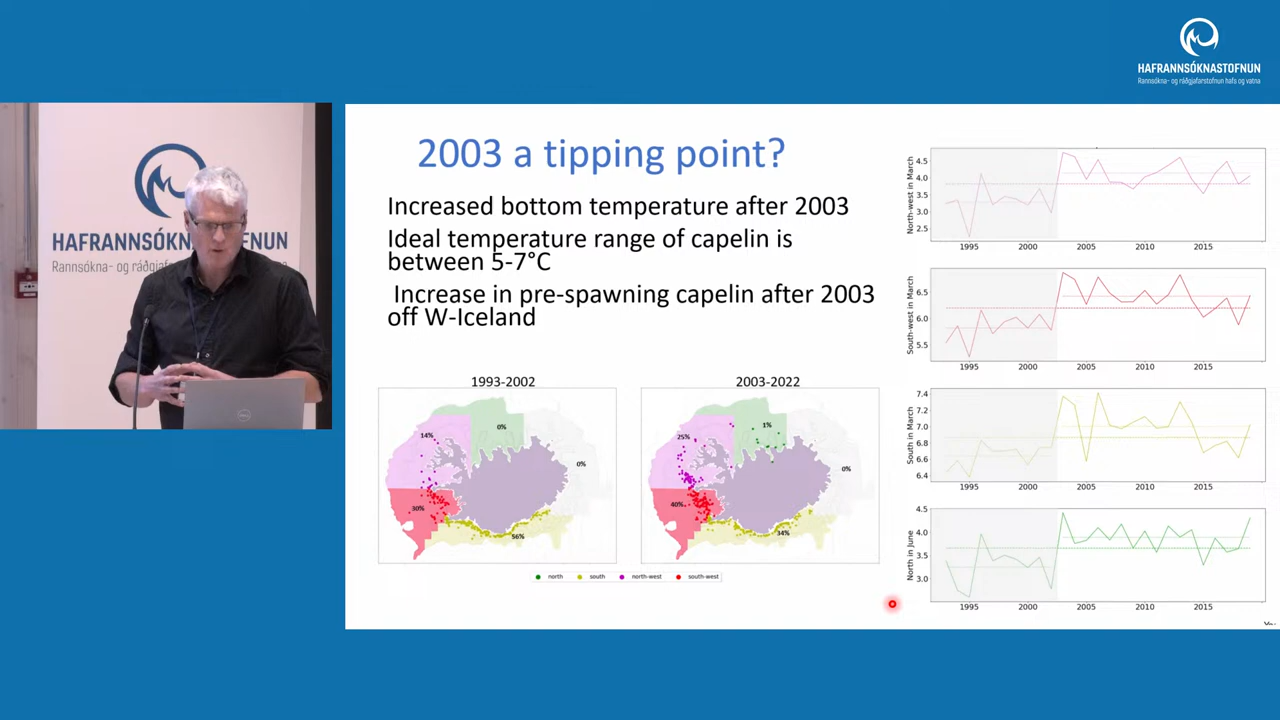 HAFRANNSÓKNASTOFNUN
Rannsókna- og ráðgjafarstofnun hafs og vatna
HAFRANNSÓKN
NUN
Rannsókna- og ráðgjafa
2003 a tipping point?
Increased bottom temperature after 2003
Ideal temperature range of capelin is
between 5-7°C
Increase in pre-spawning capelin after 2003
off W-Iceland
1993-2002
14%
0%
0%
30%
56%
2003-2022
25%
1%
0%
40%
34%
north south north-west south-west
North-west in March
4.5
4.0
3.5
3.0
2.5
1995 2000 2005 2010 2015
South-west in March
6.5
6.0
5.5
1995 2000 2005 2010 2015
South in March
7.4
7.2
7.0
6.8
6.6
6.4
1995 2000 2005 2010 2015
North in June
4.5
4.0
3.5
3.0
1995 2000 2005 2010 2015
DELL